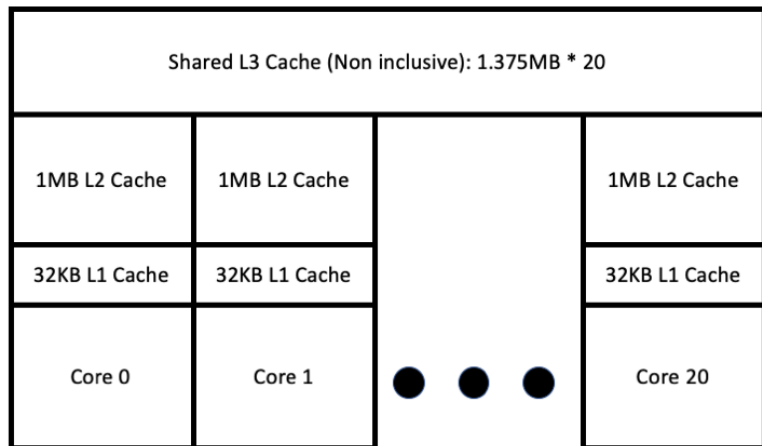 Shared L3 Cache (Non inclusive): 1.375MB * 20
1MB L2 Cache
1MB L2 Cache
1MB L2 Cache
32KB L1 Cache
32KB L1 Cache
32KB L1 Cache
Core 0
Core 1
Core 20